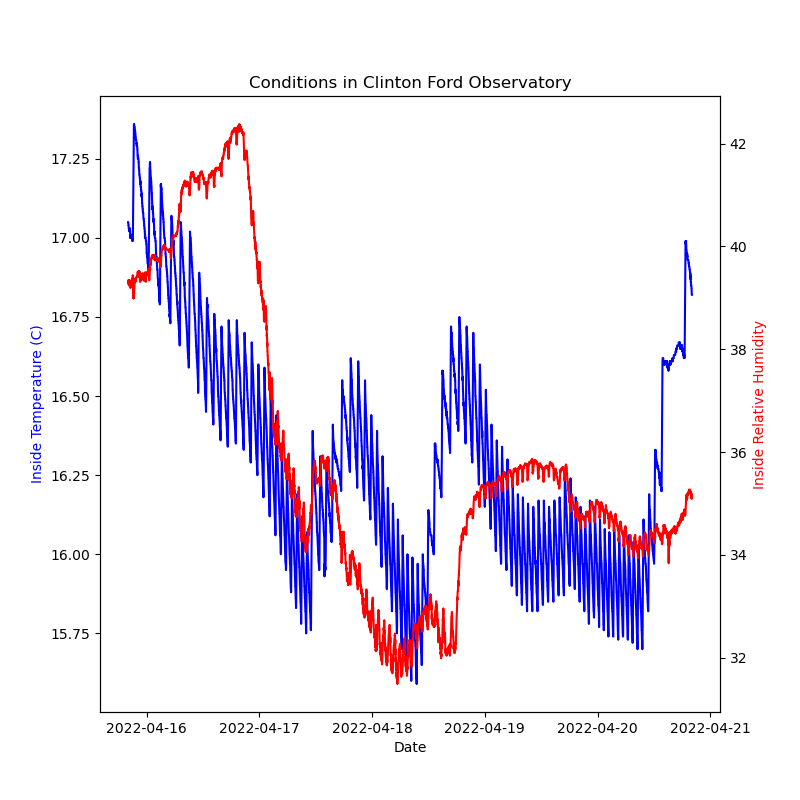 Conditions in Clinton Ford Observatory
17.25
17.00
16.75
16.50
16.25
16.00
15.75
Inside Temperature (C)
42
40
38
36
34
32
Inside Relative Humidity
2022-04-16 2022-04-17 2022-04-18 2022-04-19 2022-04-20 2022-04-21
Date